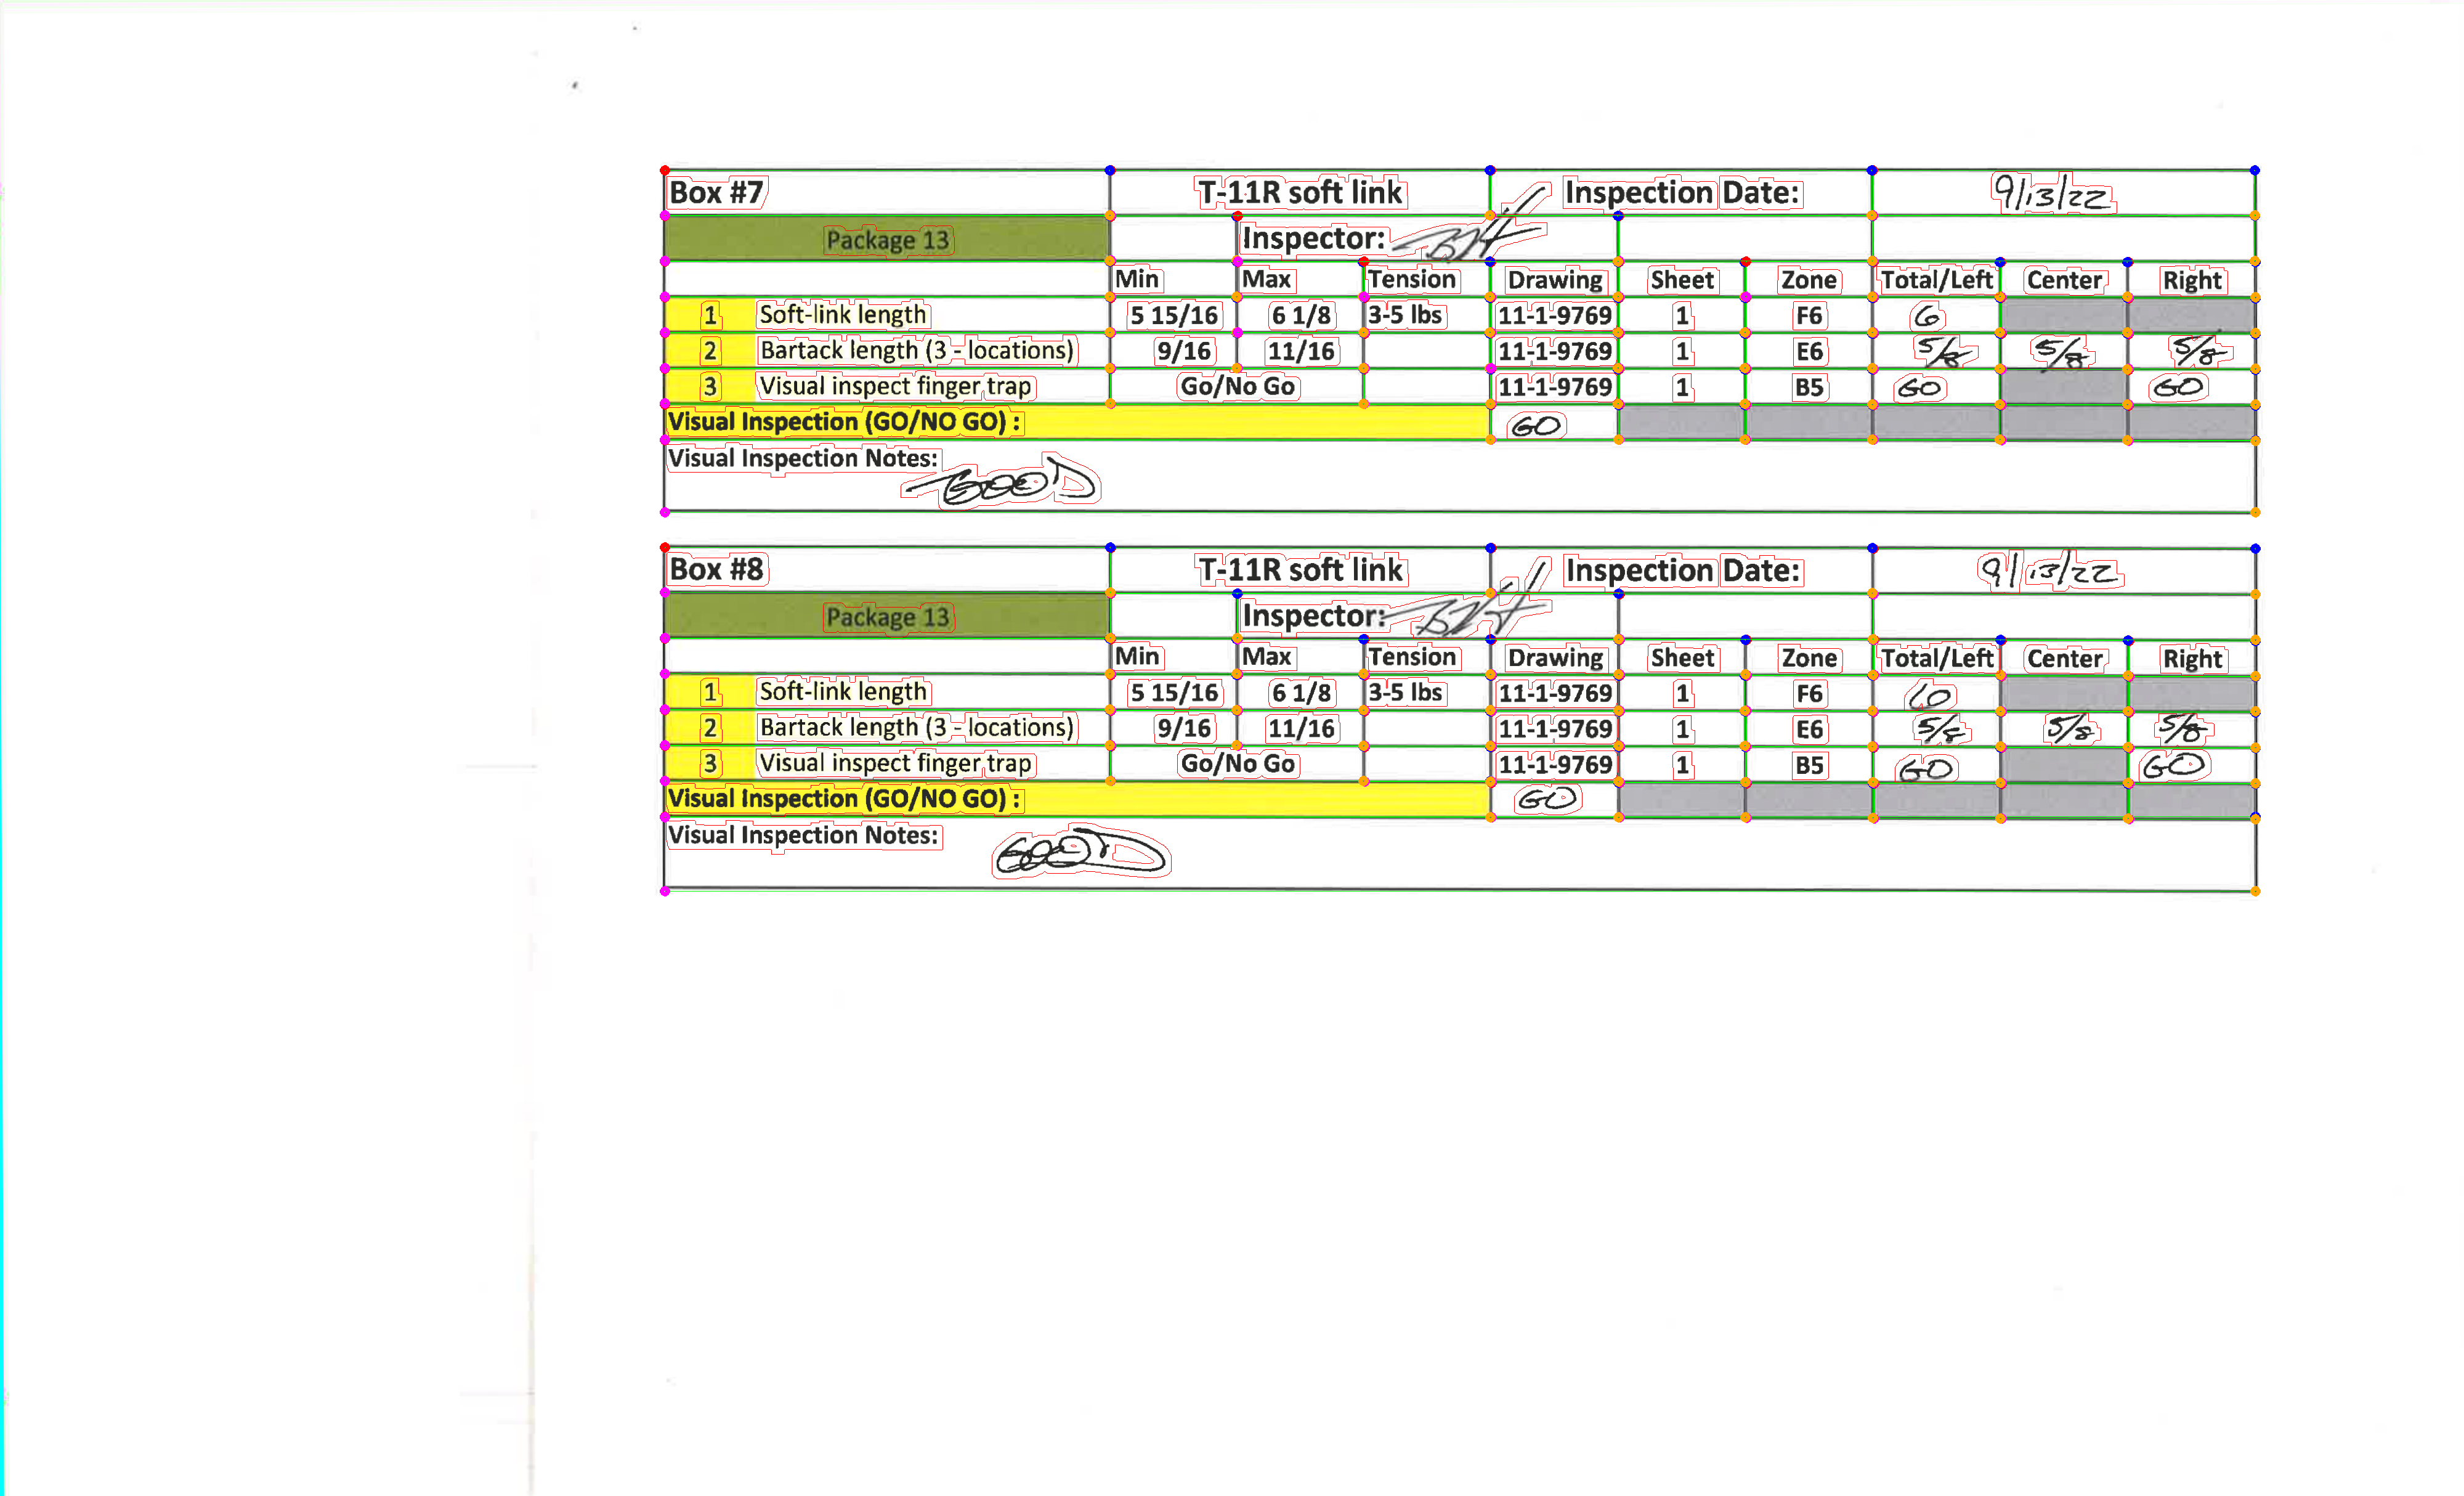 Box #7 T-11R soft link Inspection Date: 9/13/22
Package 13 Inspector:
Min Max Tension Drawing Sheet Zone Total/Left Center Right
1 Soft-link length 5 15/16 6 1/8 3-5 lbs 11-1-9769 1 F6 6
2 Bartack length (3 - locations) 9/16 11/16 11-1-9769 1 E6 5/8 5/8 5/8
3 Visual inspect finger trap Go/No Go 11-1-9769 1 B5 GO GO
Visual Inspection (GO/NO GO) : GO
Visual Inspection Notes: GOOD
Box #8 T-11R soft link Inspection Date: 9/13/22
Package 13 Inspector:
Min Max Tension Drawing Sheet Zone Total/Left Center Right
1 Soft-link length 5 15/16 6 1/8 3-5 lbs 11-1-9769 1 F6 6
2 Bartack length (3 - locations) 9/16 11/16 11-1-9769 1 E6 5/8 5/8 5/8
3 Visual inspect finger trap Go/No Go 11-1-9769 1 B5 GO GO
Visual Inspection (GO/NO GO) : GO
Visual Inspection Notes: GOOD